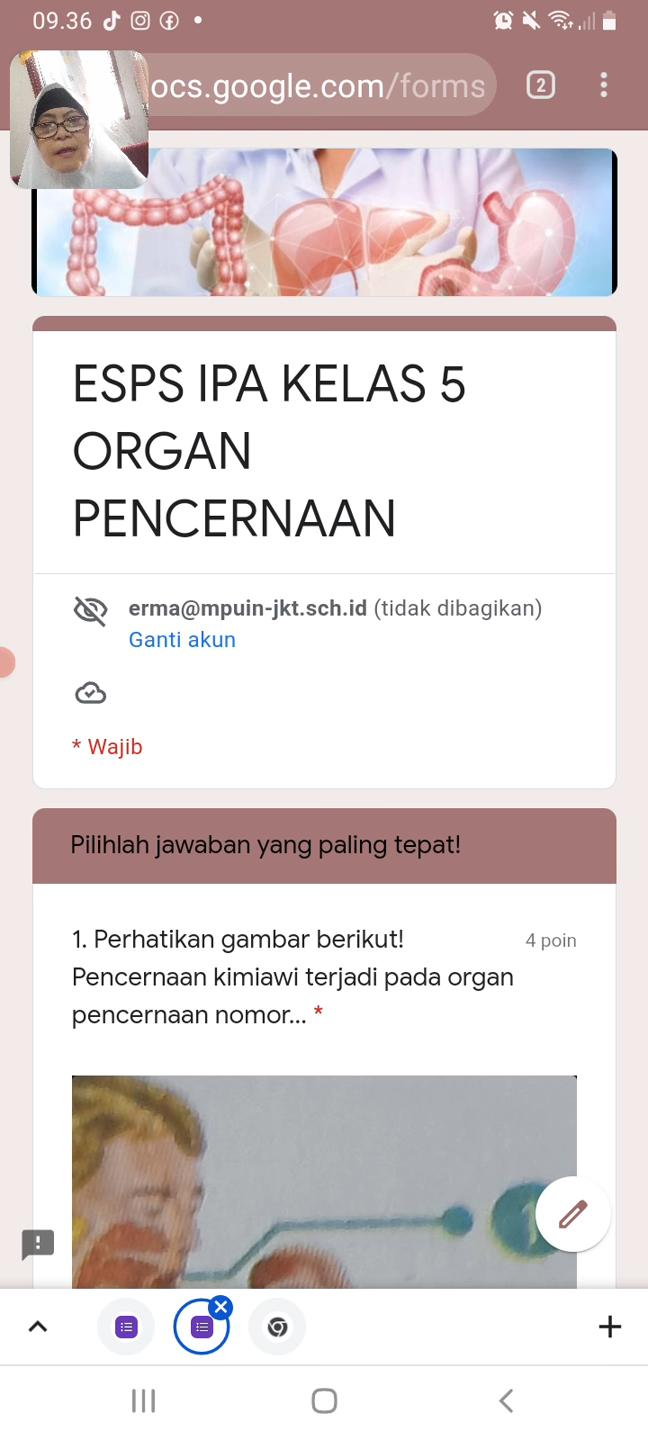 09.36
2
ocs.google.com/forms
ESPS IPA KELAS 5
ORGAN
PENCERNAAN
erma@mpuin-jkt.sch.id (tidak dibagikan)
Ganti akun
* Wajib
Pilihlah jawaban yang paling tepat!
1. Perhatikan gambar berikut!
4 poin
Pencernaan kimiawi terjadi pada organ
pencernaan nomor... *
1